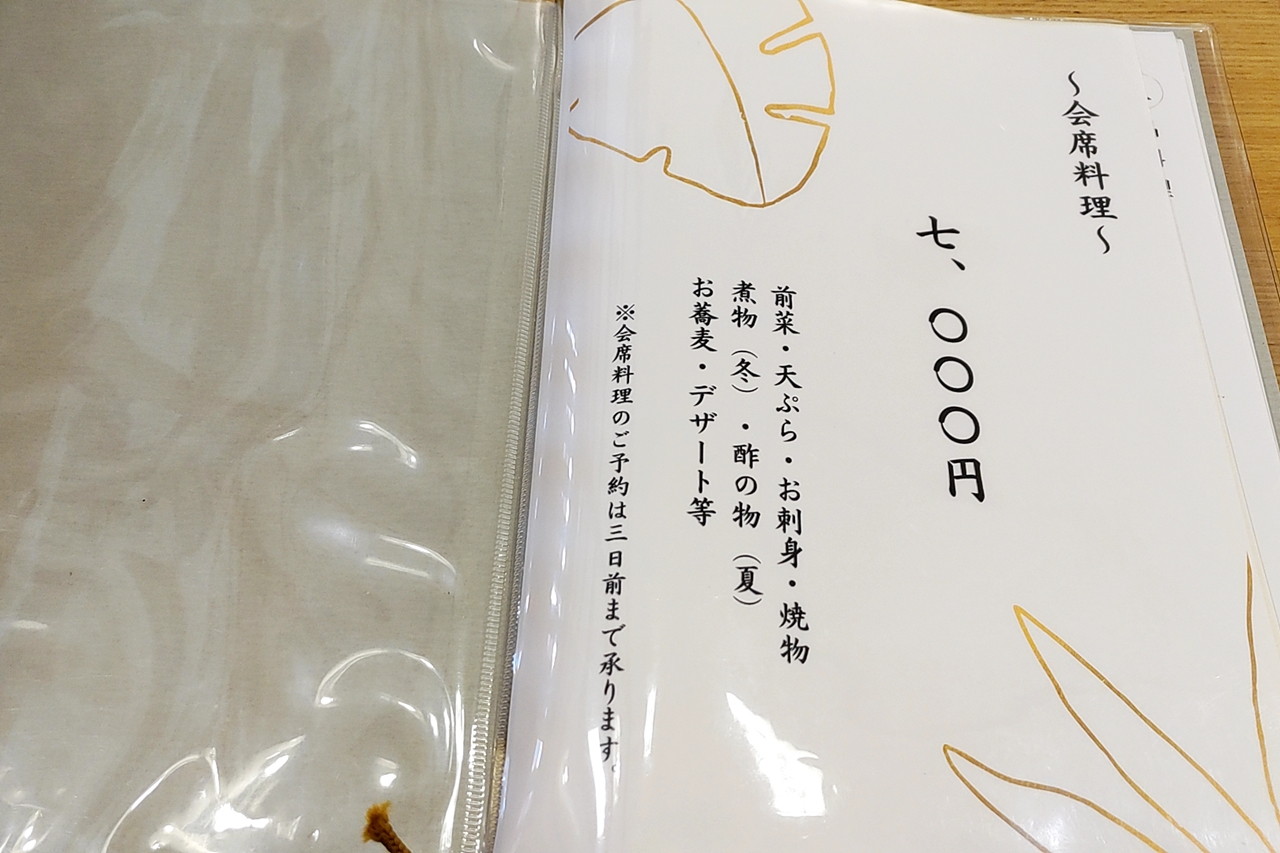 ～会席料理～
七、〇〇〇円
前菜・天ぷら・お刺身・焼物
煮物（冬）・酢の物（夏）
お蕎麦・デザート等
※会席料理のご予約は三日前まで承ります。